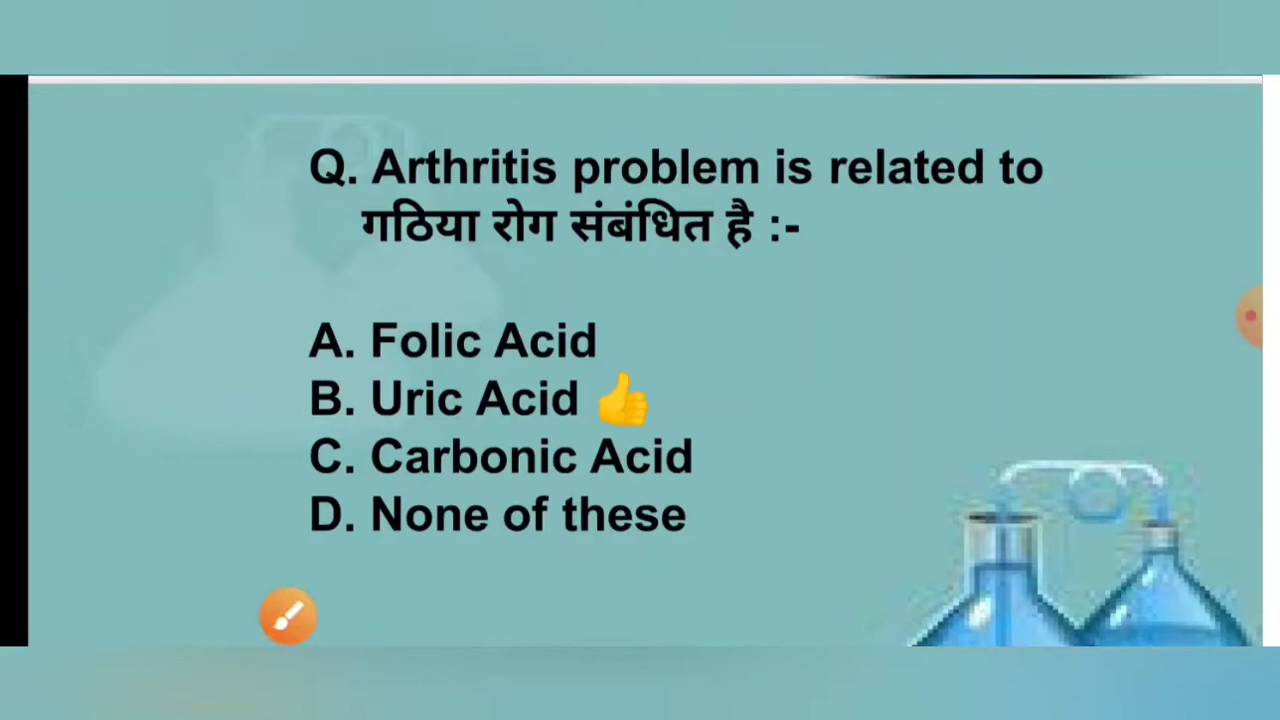 Q. Arthritis problem is related to
गठिया रोग संबंधित है :-
A. Folic Acid
B. Uric Acid 👍
C. Carbonic Acid
D. None of these